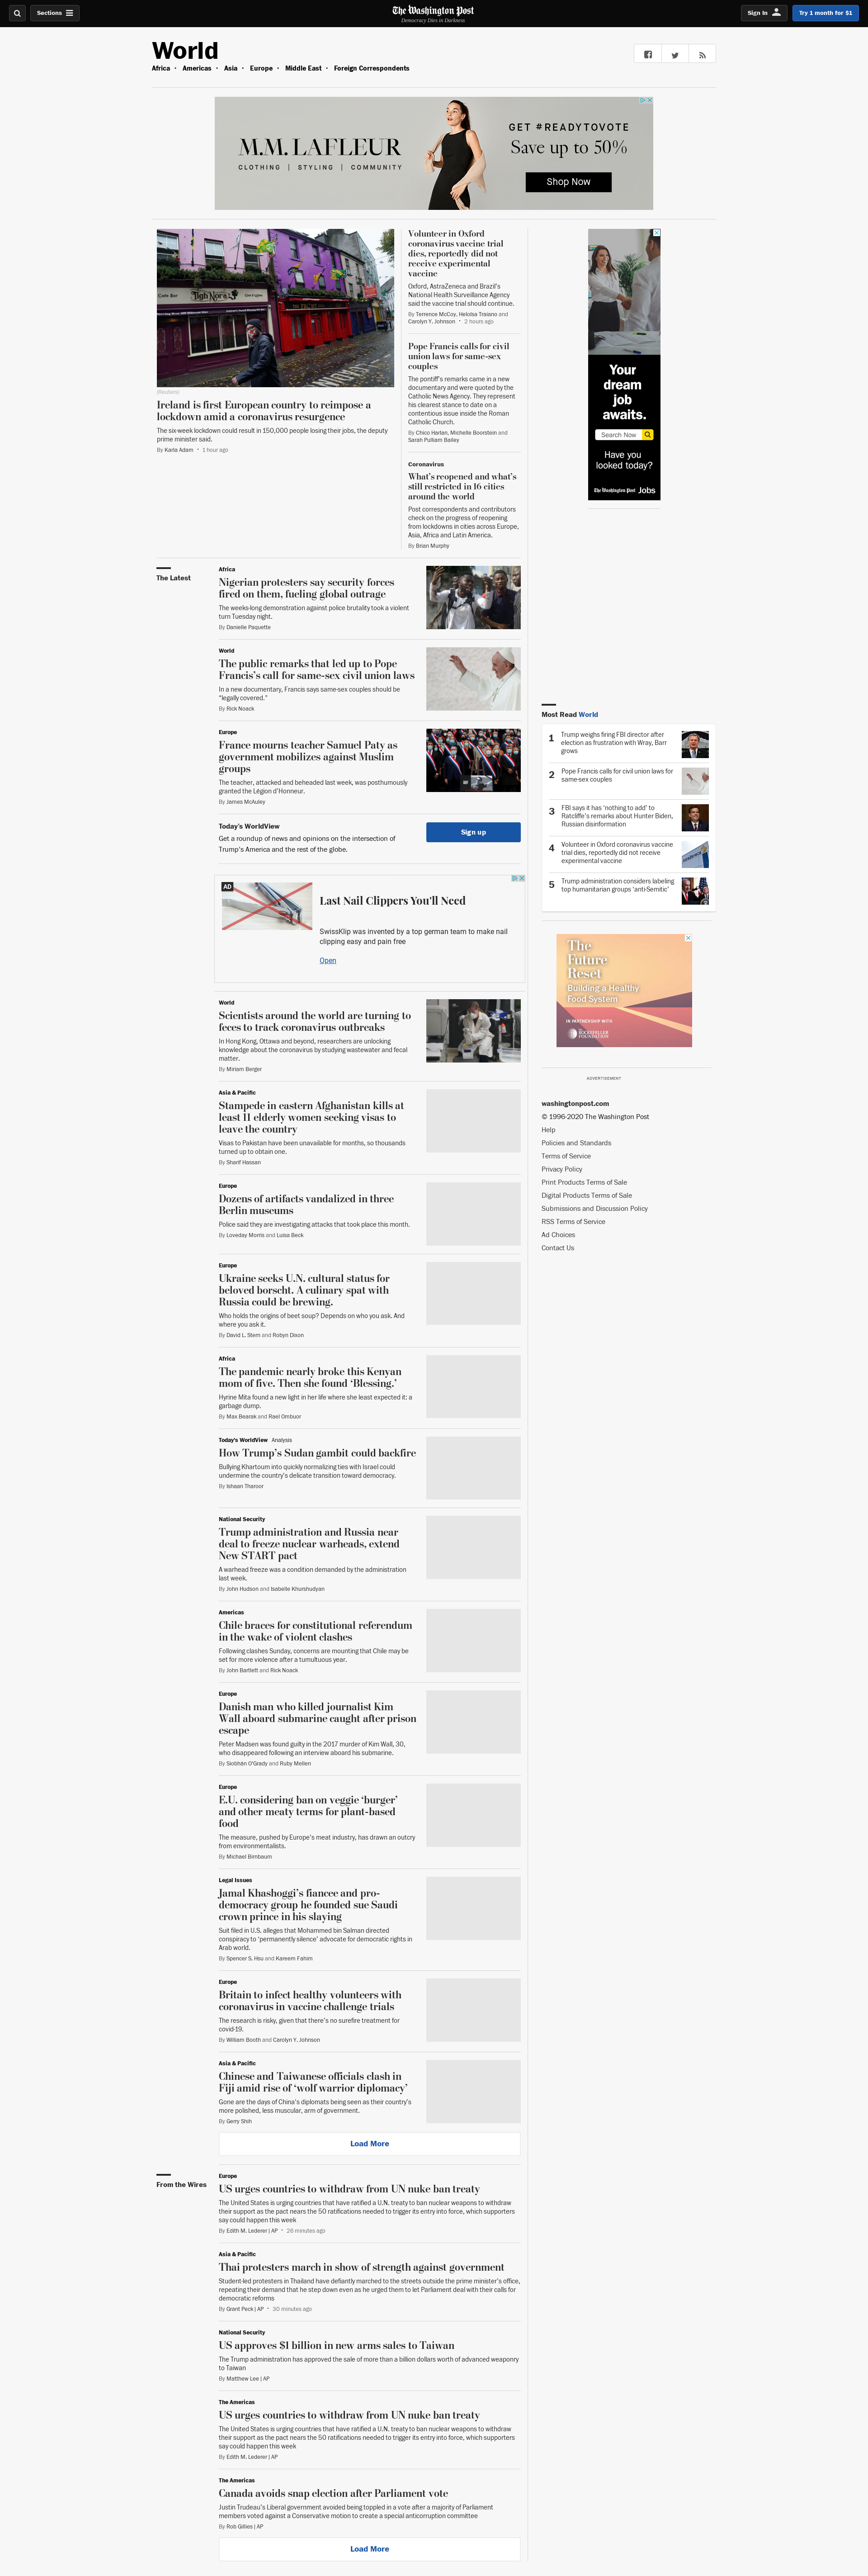 Sections
The Washington Post
Democracy Dies in Darkness
Sign In
Try 1 month for $1
World
Africa • Americas • Asia • Europe • Middle East • Foreign Correspondents
M.M.LAFLEUR
CLOTHING | STYLING | COMMUNITY
GET #READYTOVOTE
Save up to 50%
Shop Now
Tigh Nora
(Reuters)
Ireland is first European country to reimpose a
lockdown amid a coronavirus resurgence
The six-week lockdown could result in 150,000 people losing their jobs, the deputy
prime minister said.
By Karla Adam • 1 hour ago
Volunteer in Oxford
coronavirus vaccine trial
dies, reportedly did not
receive experimental
vaccine
Oxford, AstraZeneca and Brazil's
National Health Surveillance Agency
said the vaccine trial should continue.
By Terrence McCoy, Heloísa Traiano and
Carolyn Y. Johnson • 2 hours ago
Pope Francis calls for civil
union laws for same-sex
couples
The pontiff's remarks came in a new
documentary and were quoted by the
Catholic News Agency. They represent
his clearest stance to date on a
contentious issue inside the Roman
Catholic Church.
By Chico Harlan, Michelle Boorstein and
Sarah Pulliam Bailey
Coronavirus
What's reopened and what's
still restricted in 16 cities
around the world
Post correspondents and contributors
check on the progress of reopening
from lockdowns in cities across Europe,
Asia, Africa and Latin America.
By Brian Murphy
Your
dream
job
awaits.
Search Now
Have you
looked today?
The Washington Post Jobs
The Latest
Africa
Nigerian protesters say security forces
fired on them, fueling global outrage
The weeks-long demonstration against police brutality took a violent
turn Tuesday night.
By Danielle Paquette
World
The public remarks that led up to Pope
Francis's call for same-sex civil union laws
In a new documentary, Francis says same-sex couples should be
"legally covered."
By Rick Noack
Europe
France mourns teacher Samuel Paty as
government mobilizes against Muslim
groups
The teacher, attacked and beheaded last week, was posthumously
granted the Légion d'Honneur.
By James McAuley
Today's WorldView
Get a roundup of news and opinions on the intersection of
Trump's America and the rest of the globe.
Sign up
AD
Last Nail Clippers You'll Need
SwissKlip was invented by a top german team to make nail
clipping easy and pain free
Open
World
Scientists around the world are turning to
feces to track coronavirus outbreaks
In Hong Kong, Ottawa and beyond, researchers are unlocking
knowledge about the coronavirus by studying wastewater and fecal
matter.
By Miriam Berger
Asia & Pacific
Stampede in eastern Afghanistan kills at
least 11 elderly women seeking visas to
leave the country
Visas to Pakistan have been unavailable for months, so thousands
turned up to obtain one.
By Sharif Hassan
Europe
Dozens of artifacts vandalized in three
Berlin museums
Police said they are investigating attacks that took place this month.
By Loveday Morris and Luisa Beck
Europe
Ukraine seeks U.N. cultural status for
beloved borscht. A culinary spat with
Russia could be brewing.
Who holds the origins of beet soup? Depends on who you ask. And
where you ask it.
By David L. Stern and Robyn Dixon
Africa
The pandemic nearly broke this Kenyan
mom of five. Then she found 'Blessing.'
Hyrine Mita found a new light in her life where she least expected it: a
garbage dump.
By Max Bearak and Rael Ombuor
Today's WorldView Analysis
How Trump's Sudan gambit could backfire
Bullying Khartoum into quickly normalizing ties with Israel could
undermine the country's delicate transition toward democracy.
By Ishaan Tharoor
National Security
Trump administration and Russia near
deal to freeze nuclear warheads, extend
New START pact
A warhead freeze was a condition demanded by the administration
last week.
By John Hudson and Isabelle Khurshudyan
Americas
Chile braces for constitutional referendum
in the wake of violent clashes
Following clashes Sunday, concerns are mounting that Chile may be
set for more violence after a tumultuous year.
By John Bartlett and Rick Noack
Europe
Danish man who killed journalist Kim
Wall aboard submarine caught after prison
escape
Peter Madsen was found guilty in the 2017 murder of Kim Wall, 30,
who disappeared following an interview aboard his submarine.
By Siobhán O'Grady and Ruby Mellen
Europe
E.U. considering ban on veggie 'burger'
and other meaty terms for plant-based
food
The measure, pushed by Europe's meat industry, has drawn an outcry
from environmentalists.
By Michael Birnbaum
Legal Issues
Jamal Khashoggi's fiancee and pro-
democracy group he founded sue Saudi
crown prince in his slaying
Suit filed in U.S. alleges that Mohammed bin Salman directed
conspiracy to 'permanently silence' advocate for democratic rights in
Arab world.
By Spencer S. Hsu and Kareem Fahim
Europe
Britain to infect healthy volunteers with
coronavirus in vaccine challenge trials
The research is risky, given that there's no surefire treatment for
covid-19.
By William Booth and Carolyn Y. Johnson
Asia & Pacific
Chinese and Taiwanese officials clash in
Fiji amid rise of 'wolf warrior diplomacy'
Gone are the days of China's diplomats being seen as their country's
more polished, less muscular, arm of government.
By Gerry Shih
Load More
From the Wires
Europe
US urges countries to withdraw from UN nuke ban treaty
The United States is urging countries that have ratified a U.N. treaty to ban nuclear weapons to withdraw
their support as the pact nears the 50 ratifications needed to trigger its entry into force, which supporters
say could happen this week
By Edith M. Lederer | AP • 26 minutes ago
Asia & Pacific
Thai protesters march in show of strength against government
Student-led protesters in Thailand have defiantly marched to the streets outside the prime minister's office,
repeating their demand that he step down even as he urged them to let Parliament deal with their calls for
democratic reforms
By Grant Peck | AP • 30 minutes ago
National Security
US approves $1 billion in new arms sales to Taiwan
The Trump administration has approved the sale of more than a billion dollars worth of advanced weaponry
to Taiwan
By Matthew Lee | AP
The Americas
US urges countries to withdraw from UN nuke ban treaty
The United States is urging countries that have ratified a U.N. treaty to ban nuclear weapons to withdraw
their support as the pact nears the 50 ratifications needed to trigger its entry into force, which supporters
say could happen this week
By Edith M. Lederer | AP
The Americas
Canada avoids snap election after Parliament vote
Justin Trudeau's Liberal government avoided being toppled in a vote after a majority of Parliament
members voted against a Conservative motion to create a special anticorruption committee
By Rob Gillies | AP
Load More
Most Read World
1 Trump weighs firing FBI director after
election as frustration with Wray, Barr
grows
2 Pope Francis calls for civil union laws for
same-sex couples
3 FBI says it has 'nothing to add' to
Ratcliffe's remarks about Hunter Biden,
Russian disinformation
4 Volunteer in Oxford coronavirus vaccine
trial dies, reportedly did not receive
experimental vaccine
5 Trump administration considers labeling
top humanitarian groups 'anti-Semitic'
The
Future
Reset
Building a Healthy
Food System
IN PARTNERSHIP WITH
ROCKEFELLER
FOUNDATION
ADVERTISEMENT
washingtonpost.com
© 1996-2020 The Washington Post
Help
Policies and Standards
Terms of Service
Privacy Policy
Print Products Terms of Sale
Digital Products Terms of Sale
Submissions and Discussion Policy
RSS Terms of Service
Ad Choices
Contact Us